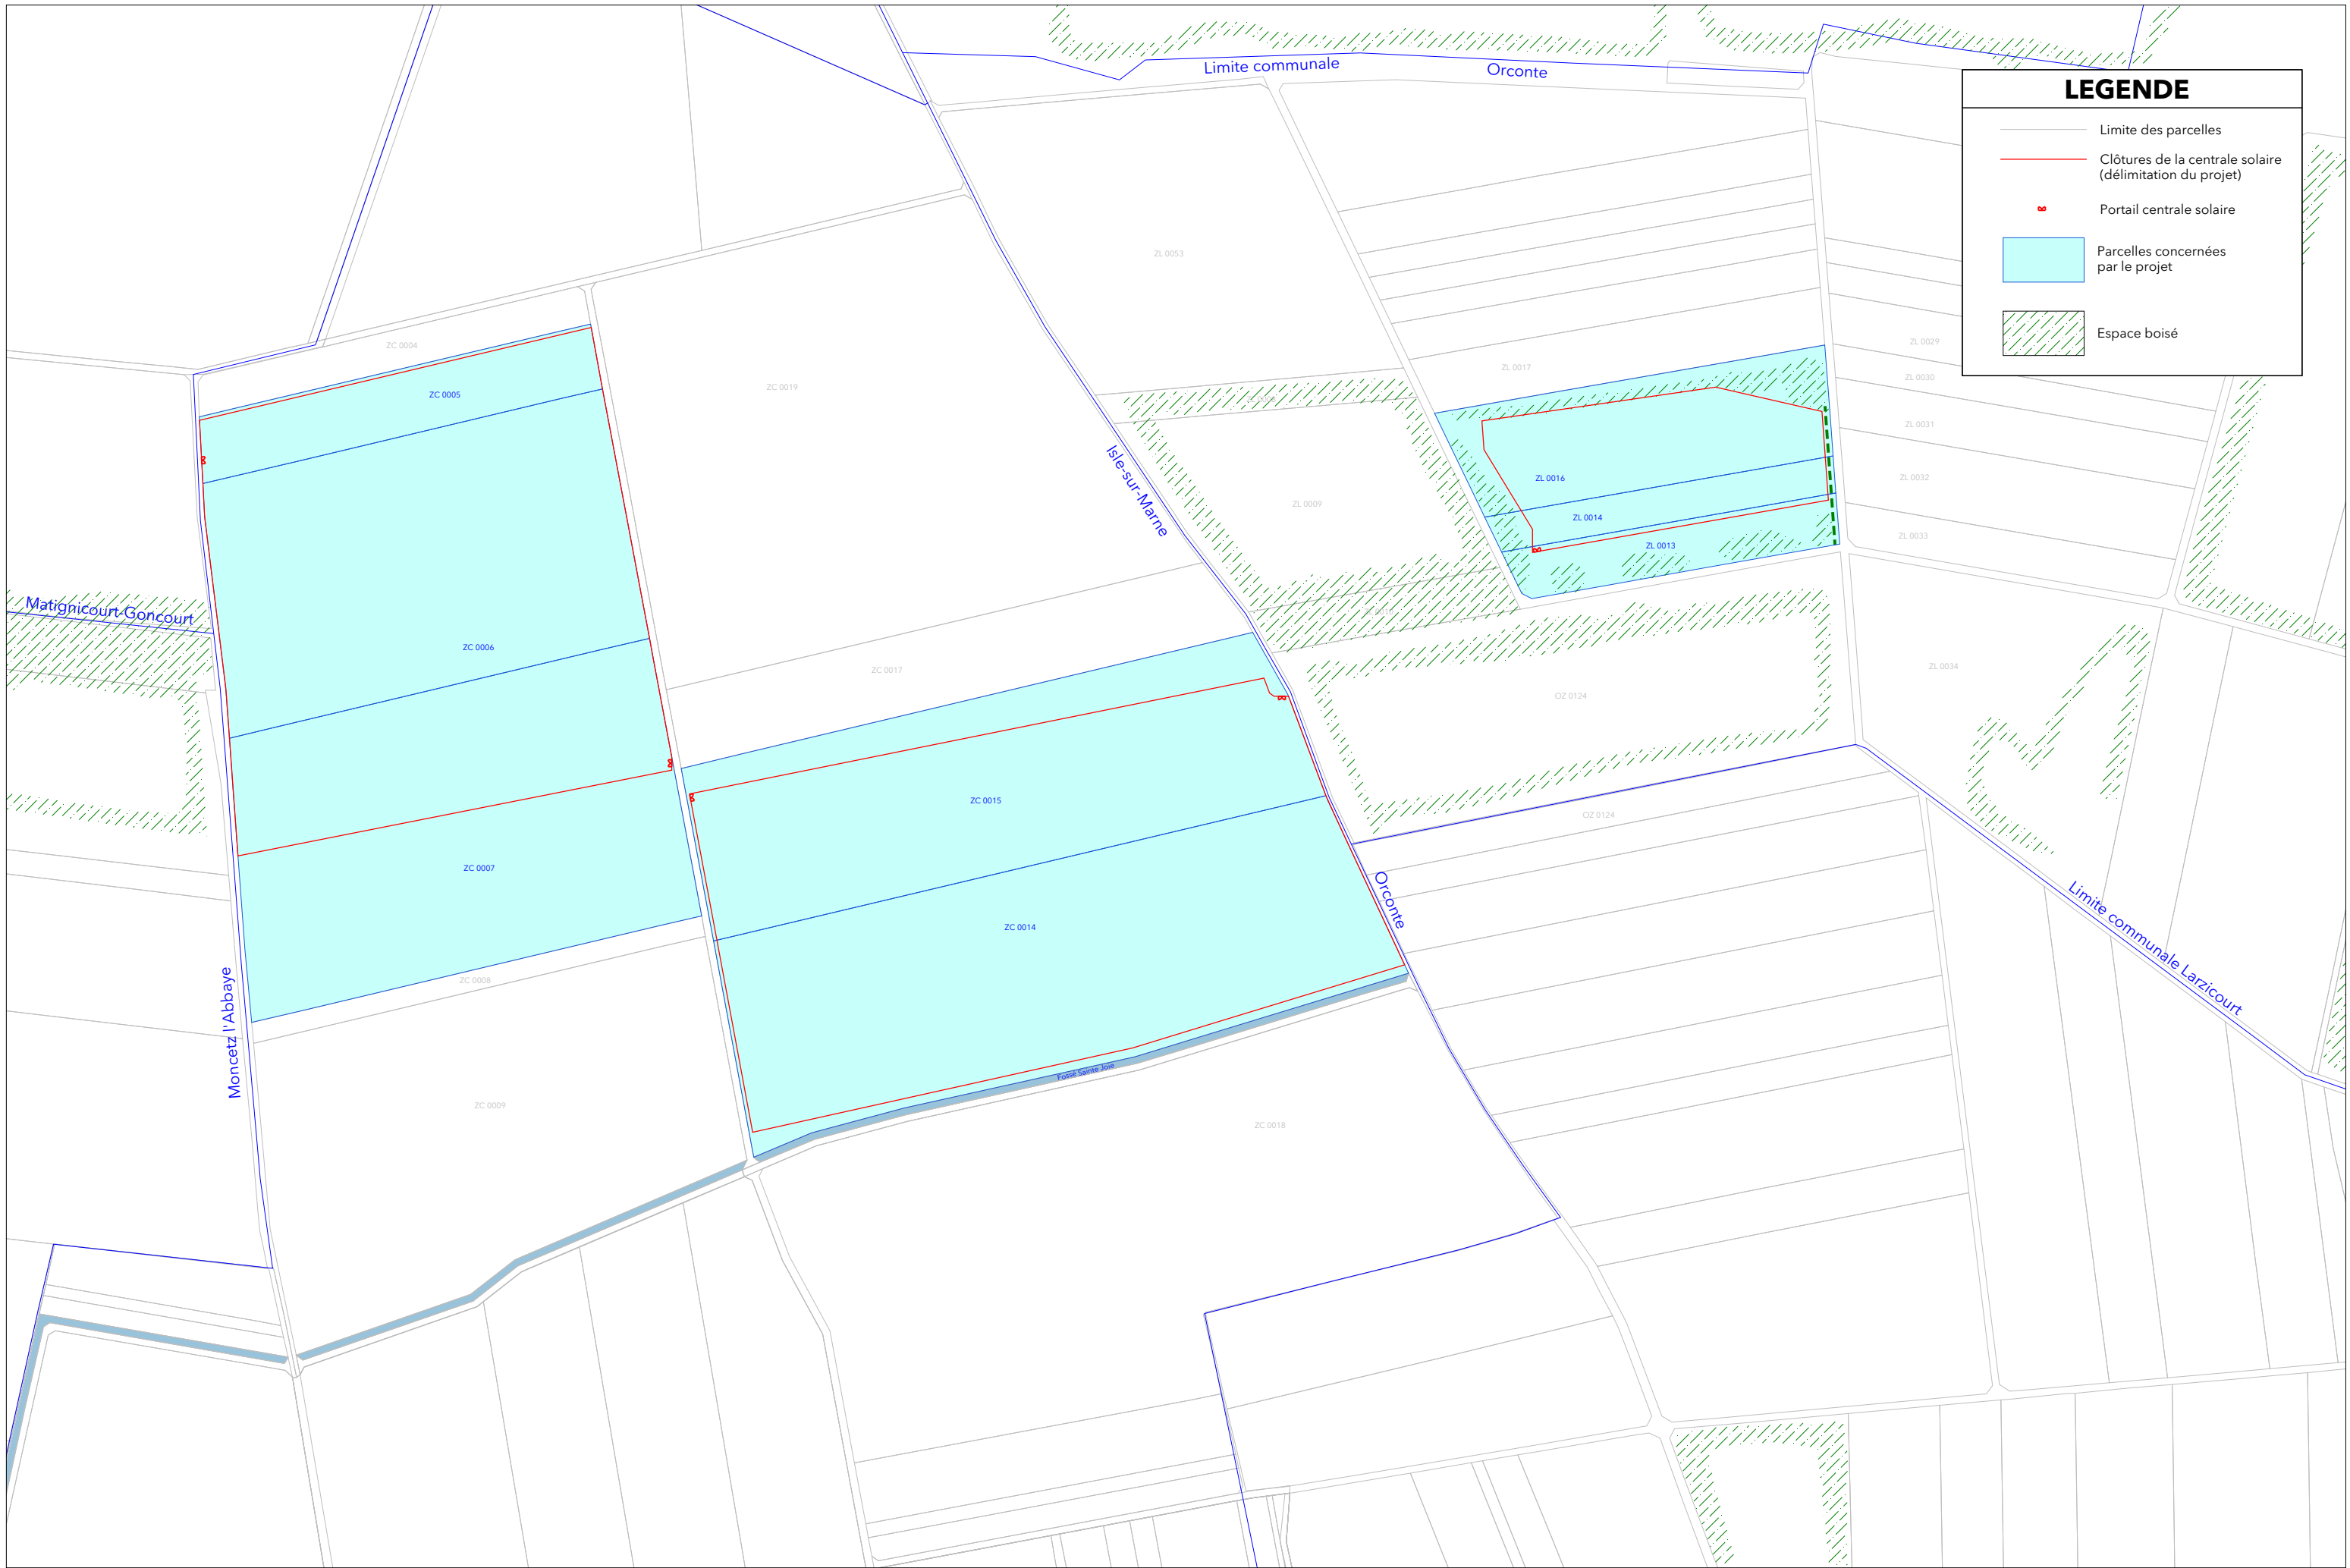 Limite communale
Orconte
LEGENDE
Limite des parcelles
Clôtures de la centrale solaire
(délimitation du projet)
Portail centrale solaire
Parcelles concernées
par le projet
Espace boisé
ZL 0053
ZC 0004
ZC 0005
ZC 0019
ZL 0017
ZL 0029
ZL 0030
ZL 0031
ZL 0032
ZL 0033
Isle-sur-Marne
ZL 0009
ZL 0016
ZL 0014
ZL 0013
Matignicourt-Goncourt
ZC 0006
ZC 0017
OZ 0124
ZL 0034
ZC 0015
OZ 0124
ZC 0007
Orconte
ZC 0014
Limite communale Larzicourt
ZC 0008
Moncetz l'Abbaye
Fossé Sainte Joie
ZC 0009
ZC 0018